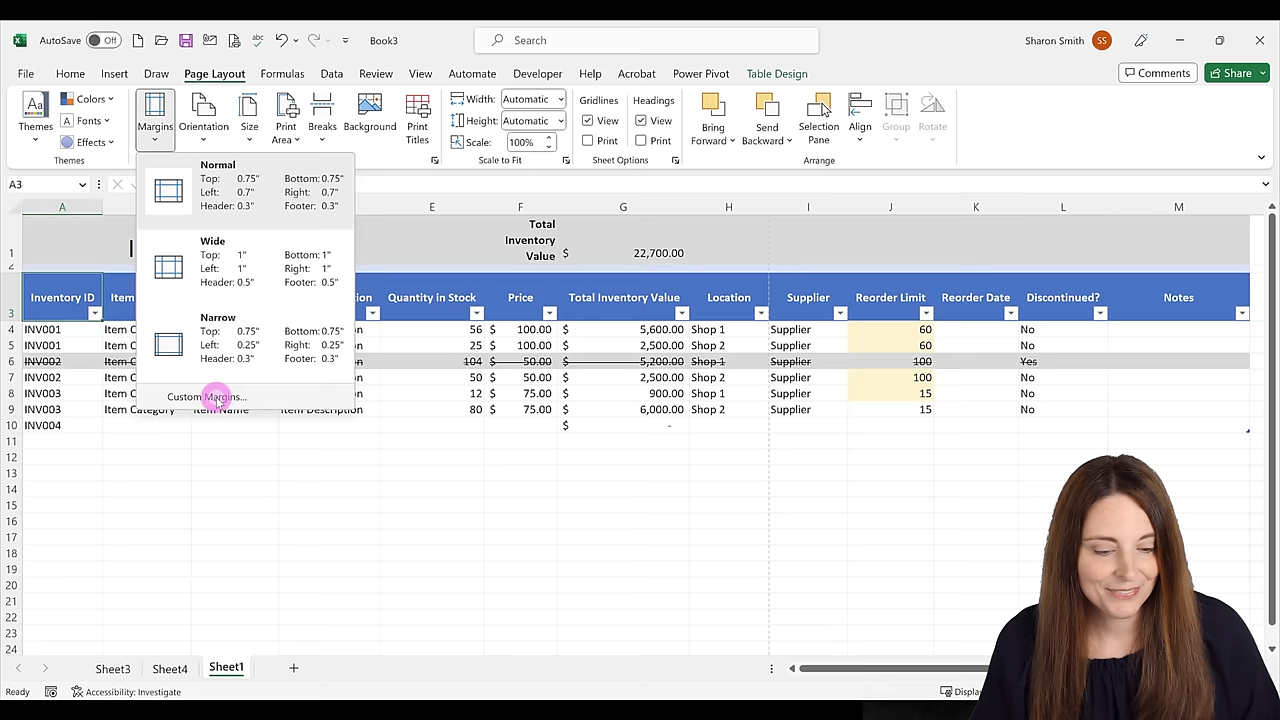 AutoSave Off Book3 Search Sharon Smith SS
File Home Insert Draw Page Layout Formulas Data Review View Automate Developer Help Acrobat Power Pivot Table Design Comments Share
Aa Themes Colors Fonts Effects Themes
Margins Orientation Size Print Area Breaks Background Print Titles
Width: Automatic
Height: Automatic
Scale: 100%
Scale to Fit
Gridlines Headings
View View
Print Print
Sheet Options
Bring Forward Send Backward Selection Pane Align Group Rotate
Arrange
Normal
Top: 0.75" Bottom: 0.75"
Left: 0.7" Right: 0.7"
Header: 0.3" Footer: 0.3"
Wide
Top: 1" Bottom: 1"
Left: 1" Right: 1"
Header: 0.5" Footer: 0.5"
Narrow
Top: 0.75" Bottom: 0.75"
Left: 0.25" Right: 0.25"
Header: 0.3" Footer: 0.3"
Custom Margins...
A3
A E F G H I J K L M
1 Total Inventory Value $ 22,700.00
2
3 Inventory ID Item Quantity in Stock Price Total Inventory Value Location Supplier Reorder Limit Reorder Date Discontinued? Notes
4 INV001 Item 56 $ 100.00 $ 5,600.00 Shop 1 Supplier 60 No
5 INV001 Item 25 $ 100.00 $ 2,500.00 Shop 2 Supplier 60 No
6 INV002 Item 104 $ 50.00 $ 5,200.00 Shop 1 Supplier 100 Yes
7 INV002 Item 50 $ 50.00 $ 2,500.00 Shop 2 Supplier 100 No
8 INV003 Item 12 $ 75.00 $ 900.00 Shop 1 Supplier 15 No
9 INV003 Item Category Item Name Item Description 80 $ 75.00 $ 6,000.00 Shop 2 Supplier 15 No
10 INV004 $ -
11
12
13
14
15
16
17
18
19
20
21
22
23
24
Sheet3 Sheet4 Sheet1
Ready Accessibility: Investigate